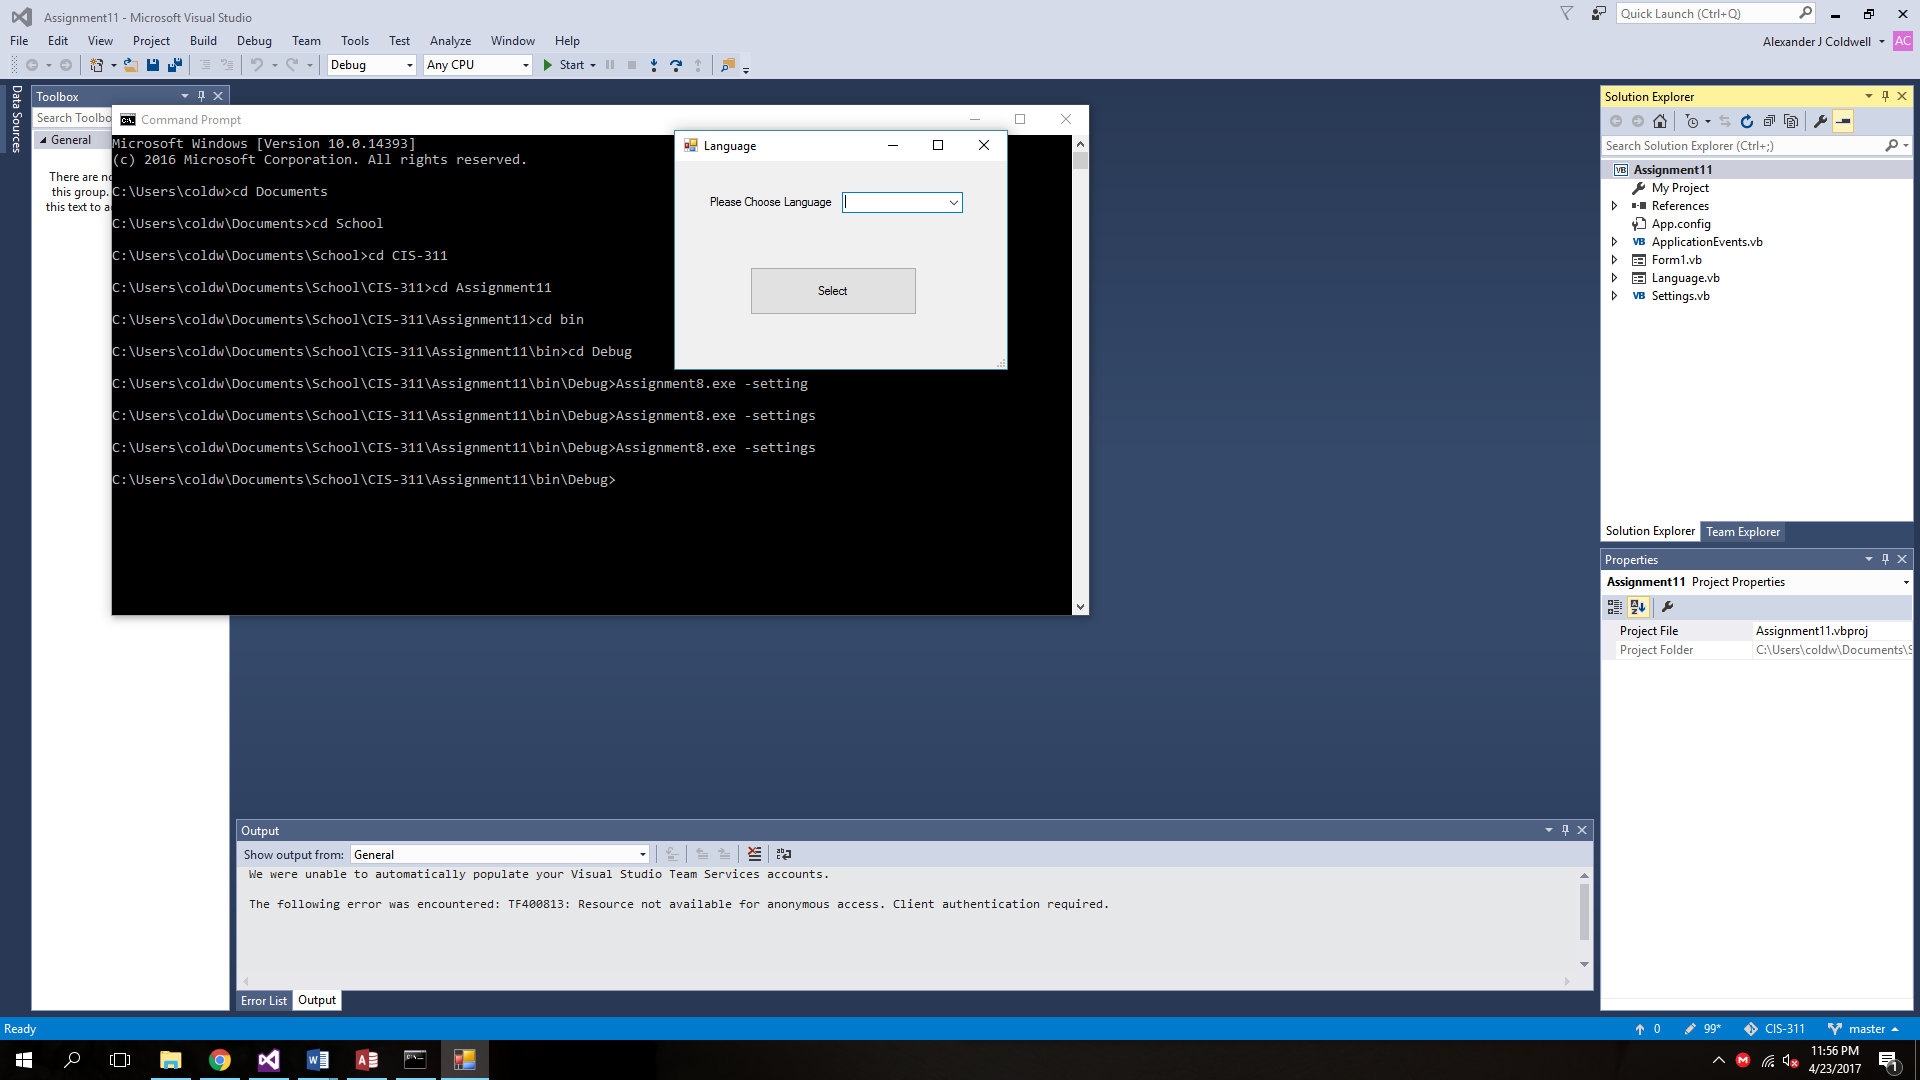 Assignment11 - Microsoft Visual Studio
Quick Launch (Ctrl+Q)
File Edit View Project Build Debug Team Tools Test Analyze Window Help
Alexander J Coldwell AC
Debug Any CPU Start
Data Sources
Toolbox
Search Toolbo
General
There are no
this group.
this text to a
Command Prompt
Microsoft Windows [Version 10.0.14393]
(c) 2016 Microsoft Corporation. All rights reserved.
C:\Users\coldw>cd Documents
C:\Users\coldw\Documents>cd School
C:\Users\coldw\Documents\School>cd CIS-311
C:\Users\coldw\Documents\School\CIS-311>cd Assignment11
C:\Users\coldw\Documents\School\CIS-311\Assignment11>cd bin
C:\Users\coldw\Documents\School\CIS-311\Assignment11\bin>cd Debug
C:\Users\coldw\Documents\School\CIS-311\Assignment11\bin\Debug>Assignment8.exe -setting
C:\Users\coldw\Documents\School\CIS-311\Assignment11\bin\Debug>Assignment8.exe -settings
C:\Users\coldw\Documents\School\CIS-311\Assignment11\bin\Debug>Assignment8.exe -settings
C:\Users\coldw\Documents\School\CIS-311\Assignment11\bin\Debug>
Language
Please Choose Language
Select
Solution Explorer
Search Solution Explorer (Ctrl+;)
VB Assignment11
My Project
References
App.config
VB ApplicationEvents.vb
Form1.vb
Language.vb
VB Settings.vb
Solution Explorer Team Explorer
Properties
Assignment11 Project Properties
Project File Assignment11.vbproj
Project Folder C:\Users\coldw\Documents\S
Output
Show output from: General
We were unable to automatically populate your Visual Studio Team Services accounts.
The following error was encountered: TF400813: Resource not available for anonymous access. Client authentication required.
Error List Output
Ready
0 99* CIS-311 master
11:56 PM
4/23/2017
1